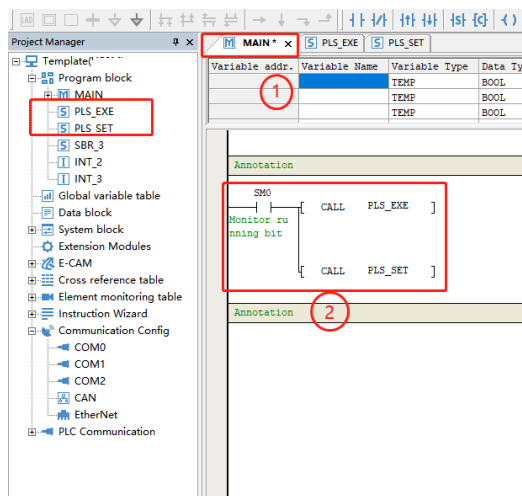 LAD
Project Manager
MAIN *
PLS_EXE
PLS_SET
Template(
Program block
MAIN
PLS_EXE
PLS SET
SBR_3
INT_2
INT_3
Global variable table
Data block
System block
Extension Modules
E-CAM
Cross reference table
Element monitoring table
Instruction Wizard
Communication Config
COM0
COM1
COM2
CAN
EtherNet
PLC Communication
Variable addr. Variable Name Variable Type Data Ty
TEMP BOOL
TEMP BOOL
TEMP BOOL
1
Annotation
SM0
[ CALL PLS_EXE ]
Monitor ru
nning bit
[ CALL PLS_SET ]
Annotation
2